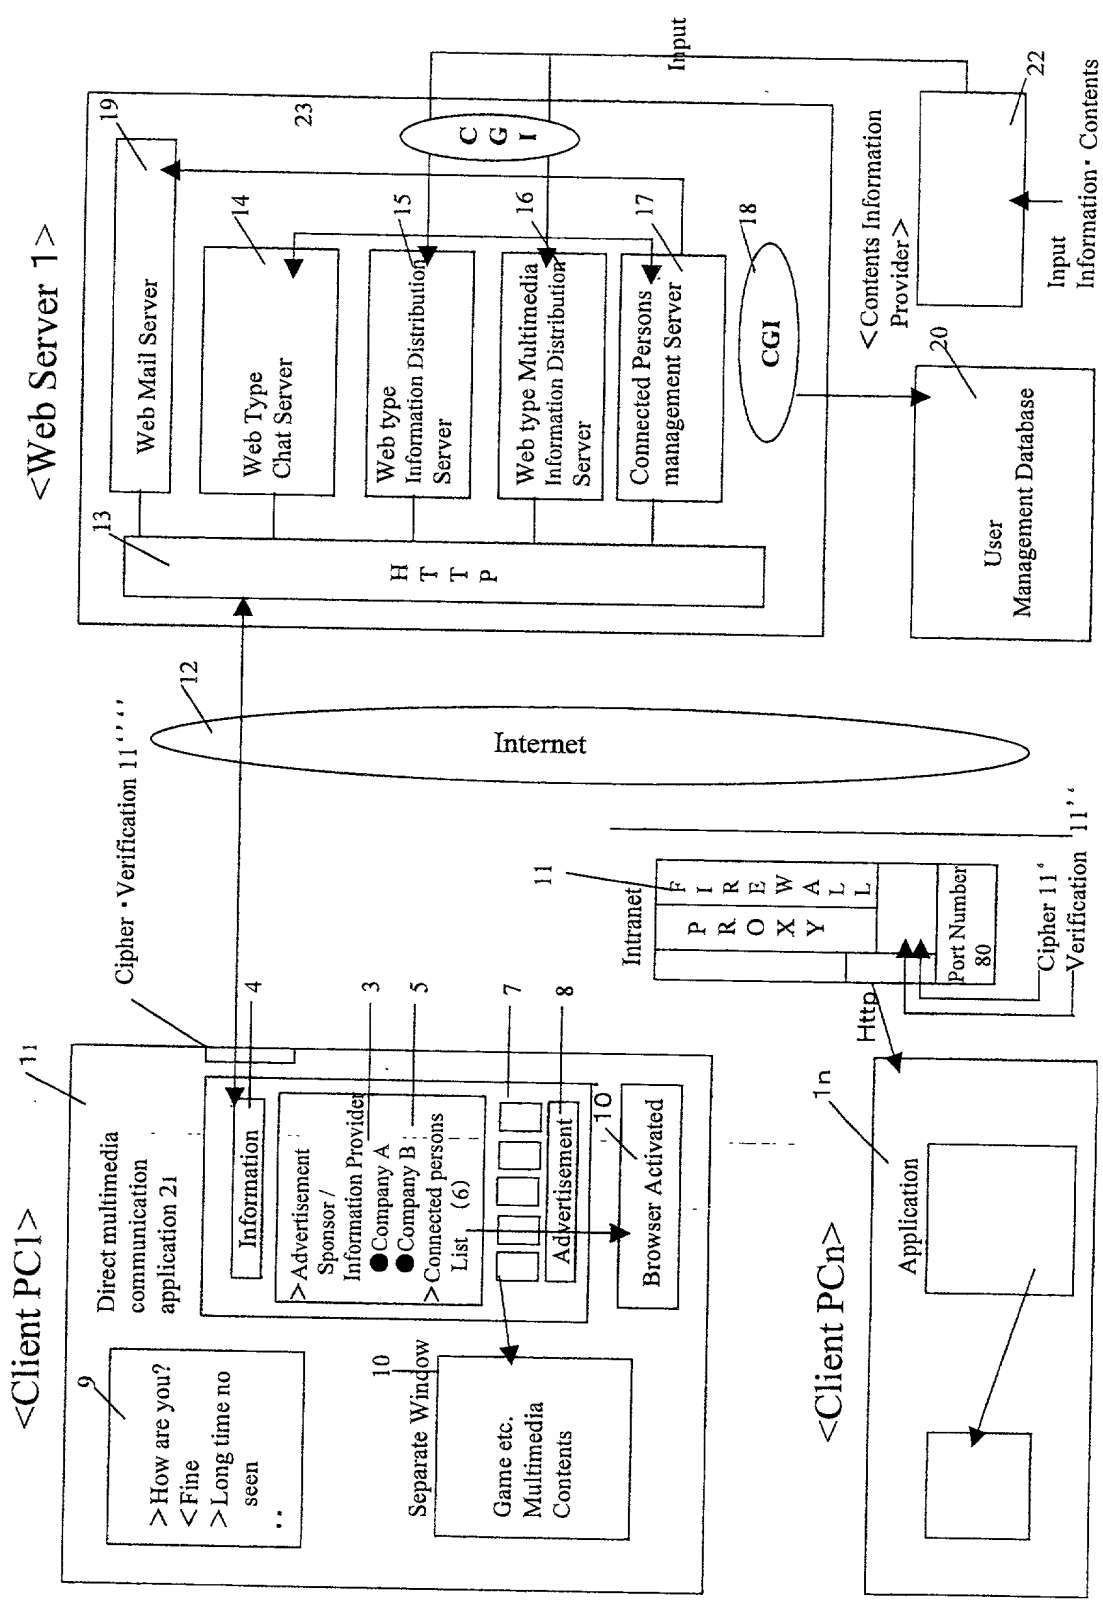 <Client PC1>
11
Direct multimedia
communication
application 21
Cipher・Verification 11''''
9
>How are you?
<Fine
>Long time no
seen
. .
Information
4
>Advertisement
Sponsor /
Information Provider
3
●Company A
●Company B
5
>Connected persons
List (6)
7
Advertisement
8
10
Browser Activated
Separate Window
10
Game etc.
Multimedia
Contents
<Client PCn>
1n
Application
Http
Intranet
11
FIREWALL
PROXY
Port Number
80
Cipher 11'
Verification 11''
12
Internet
<Web Server 1>
13
HTTP
19
Web Mail Server
23
14
Web Type
Chat Server
15
Web type
Information Distribution
Server
16
Web type Multimedia
Information Distribution
Server
17
Connected Persons
management Server
CGI
Input
18
CGI
20
User
Management Database
<Contents Information
Provider>
22
Input
Information・Contents